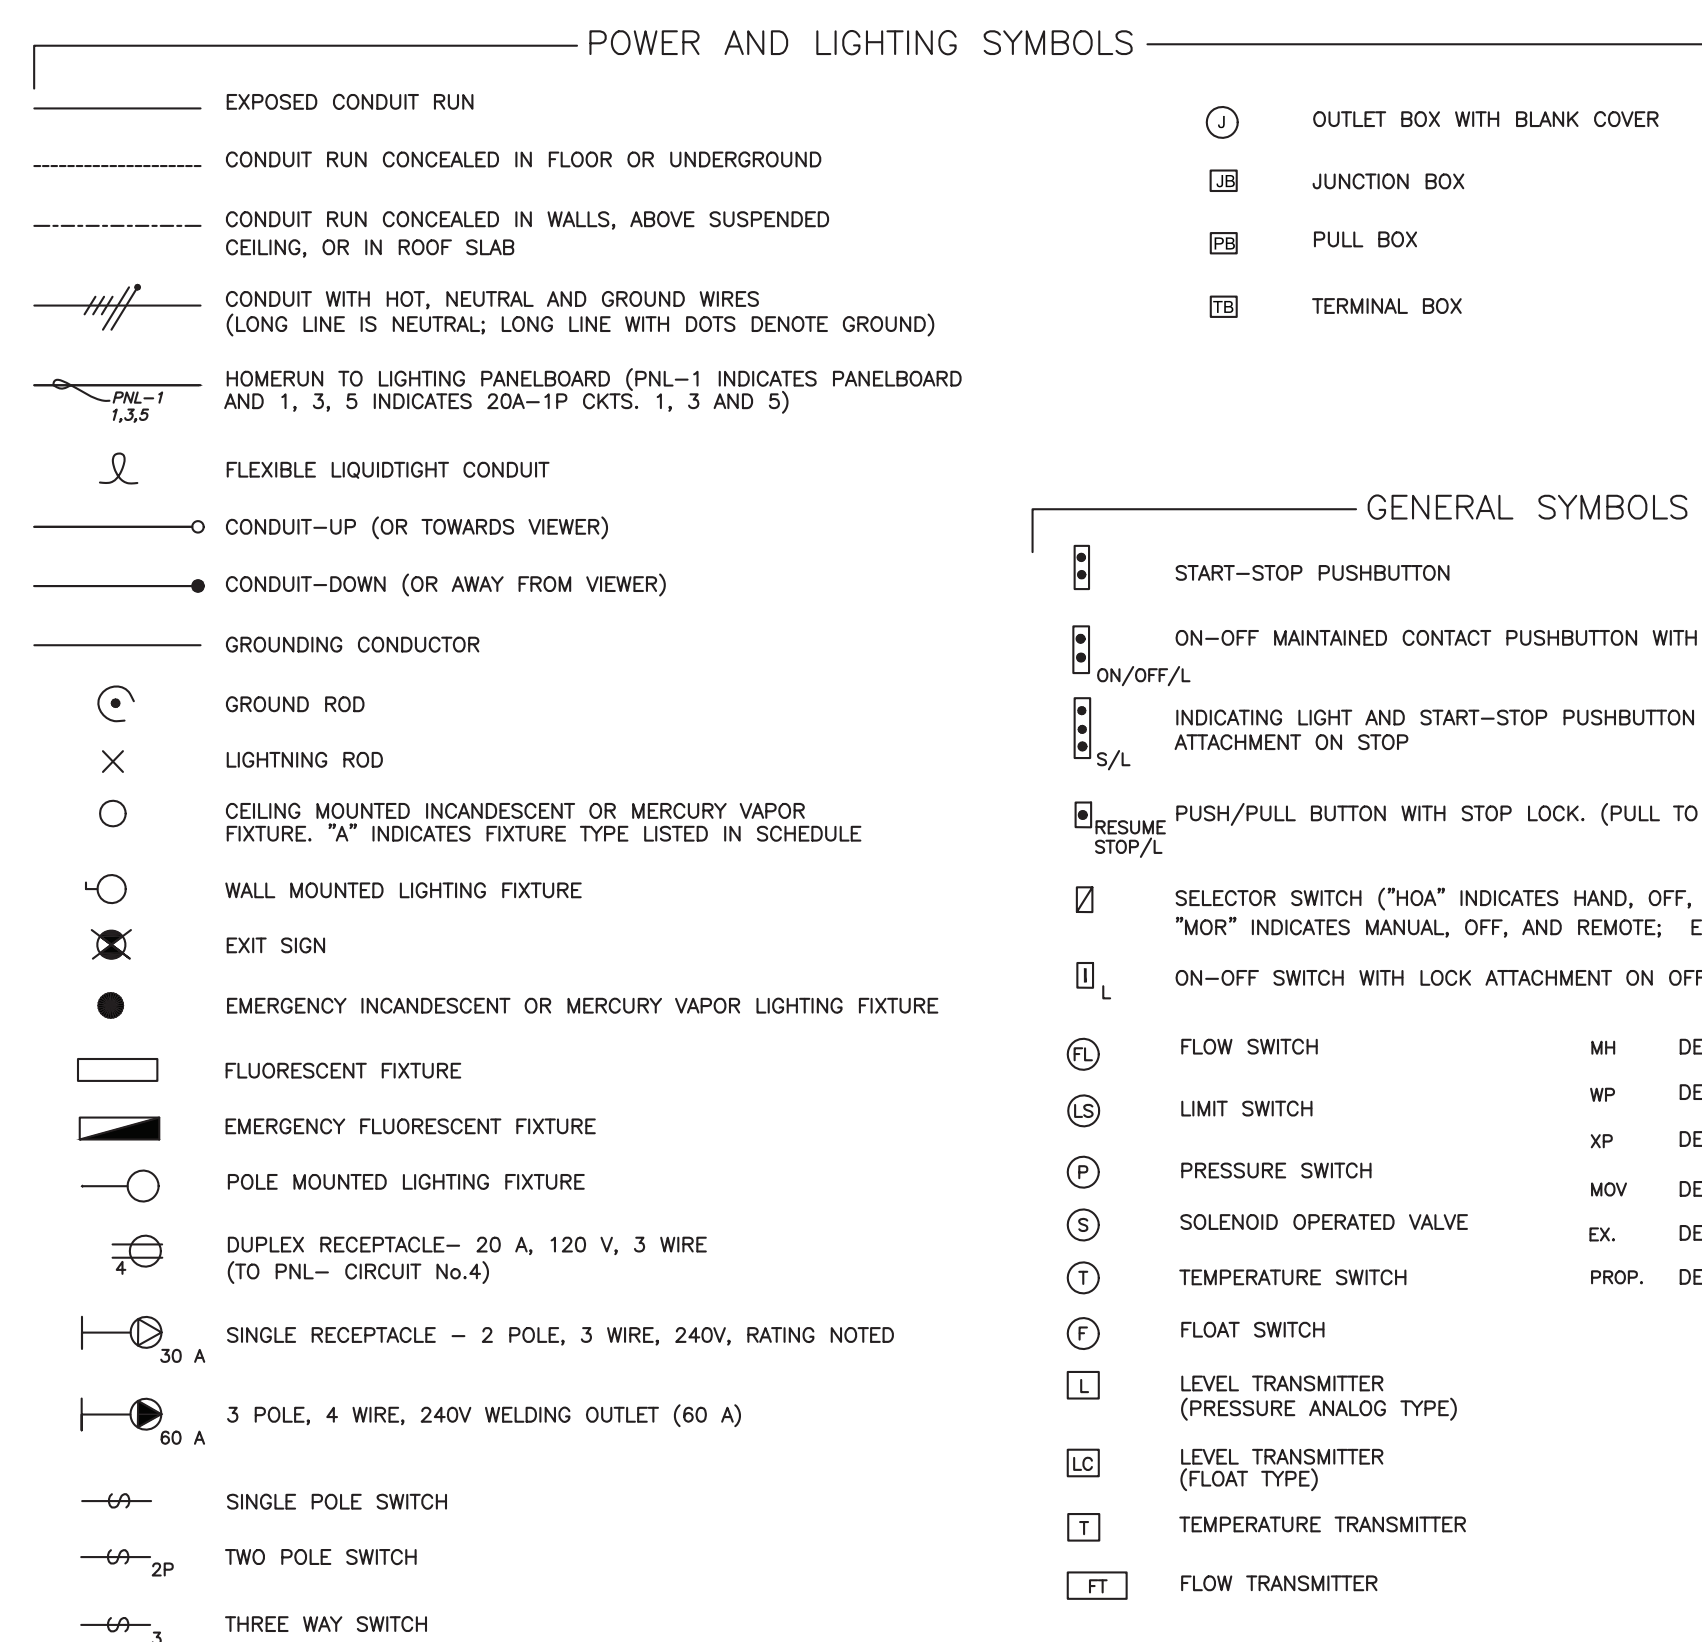 POWER AND LIGHTING SYMBOLS
EXPOSED CONDUIT RUN
CONDUIT RUN CONCEALED IN FLOOR OR UNDERGROUND
CONDUIT RUN CONCEALED IN WALLS, ABOVE SUSPENDED
CEILING, OR IN ROOF SLAB
CONDUIT WITH HOT, NEUTRAL AND GROUND WIRES
(LONG LINE IS NEUTRAL; LONG LINE WITH DOTS DENOTE GROUND)
HOMERUN TO LIGHTING PANELBOARD (PNL-1 INDICATES PANELBOARD
AND 1, 3, 5 INDICATES 20A-1P CKTS. 1, 3 AND 5)
PNL-1
1,3,5
FLEXIBLE LIQUIDTIGHT CONDUIT
CONDUIT-UP (OR TOWARDS VIEWER)
CONDUIT-DOWN (OR AWAY FROM VIEWER)
GROUNDING CONDUCTOR
GROUND ROD
LIGHTNING ROD
CEILING MOUNTED INCANDESCENT OR MERCURY VAPOR
FIXTURE. "A" INDICATES FIXTURE TYPE LISTED IN SCHEDULE
WALL MOUNTED LIGHTING FIXTURE
EXIT SIGN
EMERGENCY INCANDESCENT OR MERCURY VAPOR LIGHTING FIXTURE
FLUORESCENT FIXTURE
EMERGENCY FLUORESCENT FIXTURE
POLE MOUNTED LIGHTING FIXTURE
DUPLEX RECEPTACLE- 20 A, 120 V, 3 WIRE
4 (TO PNL- CIRCUIT No.4)
SINGLE RECEPTACLE - 2 POLE, 3 WIRE, 240V, RATING NOTED
30 A
3 POLE, 4 WIRE, 240V WELDING OUTLET (60 A)
60 A
SINGLE POLE SWITCH
TWO POLE SWITCH
2P
THREE WAY SWITCH
3
J OUTLET BOX WITH BLANK COVER
JB JUNCTION BOX
PB PULL BOX
TB TERMINAL BOX
GENERAL SYMBOLS
START-STOP PUSHBUTTON
ON-OFF MAINTAINED CONTACT PUSHBUTTON WITH
ON/OFF/L
INDICATING LIGHT AND START-STOP PUSHBUTTON
ATTACHMENT ON STOP
S/L
PUSH/PULL BUTTON WITH STOP LOCK. (PULL TO
RESUME
STOP/L
SELECTOR SWITCH ("HOA" INDICATES HAND, OFF,
"MOR" INDICATES MANUAL, OFF, AND REMOTE; E
ON-OFF SWITCH WITH LOCK ATTACHMENT ON OFF
L
FL FLOW SWITCH
LS LIMIT SWITCH
P PRESSURE SWITCH
S SOLENOID OPERATED VALVE
T TEMPERATURE SWITCH
F FLOAT SWITCH
L LEVEL TRANSMITTER
(PRESSURE ANALOG TYPE)
LC LEVEL TRANSMITTER
(FLOAT TYPE)
T TEMPERATURE TRANSMITTER
FT FLOW TRANSMITTER
MH DE
WP DE
XP DE
MOV DE
EX. DE
PROP. DE